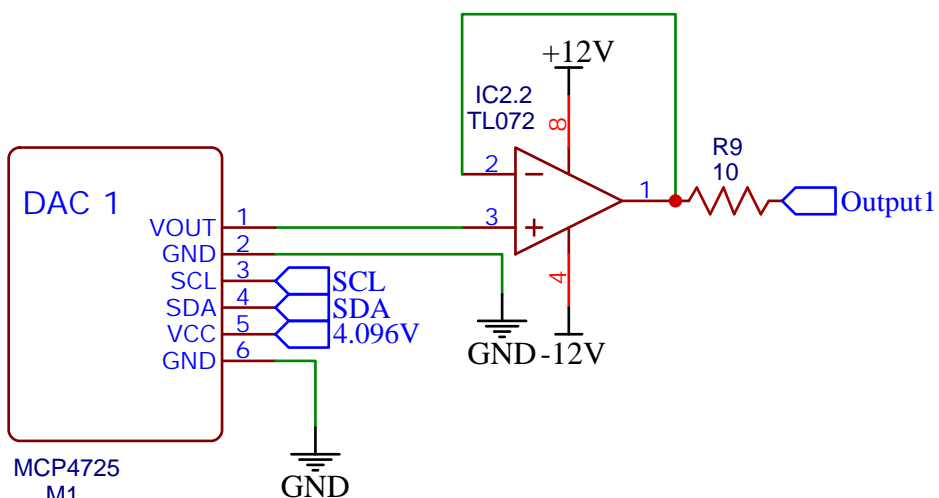 +12V
IC2.2
TL072
8
R9
10
2
1
Output1
DAC 1
VOUT 1
3
GND 2
SCL 3 SCL
SDA 4 SDA
4
VCC 5 4.096V
GND -12V
GND 6
MCP4725
M1
GND